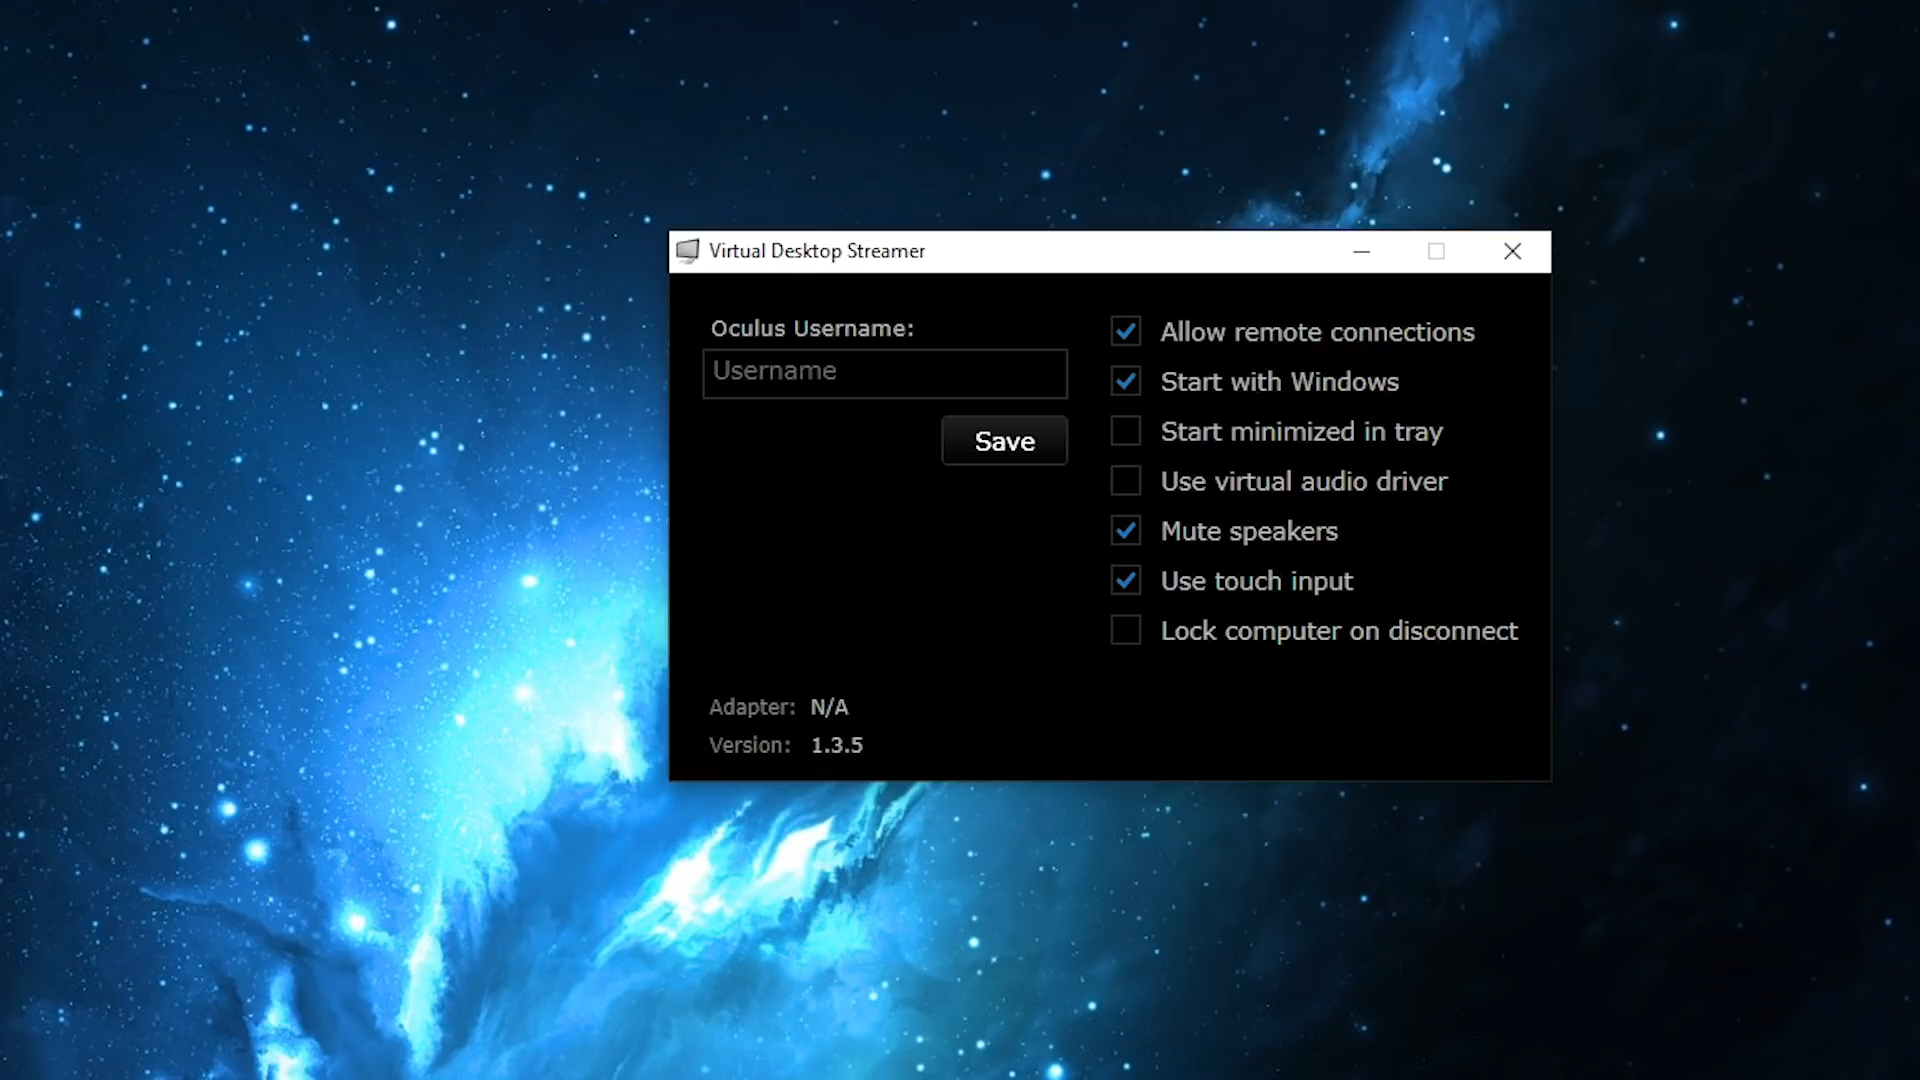 Virtual Desktop Streamer
Oculus Username:
Username
Save
Allow remote connections
Start with Windows
Start minimized in tray
Use virtual audio driver
Mute speakers
Use touch input
Lock computer on disconnect
Adapter: N/A
Version: 1.3.5